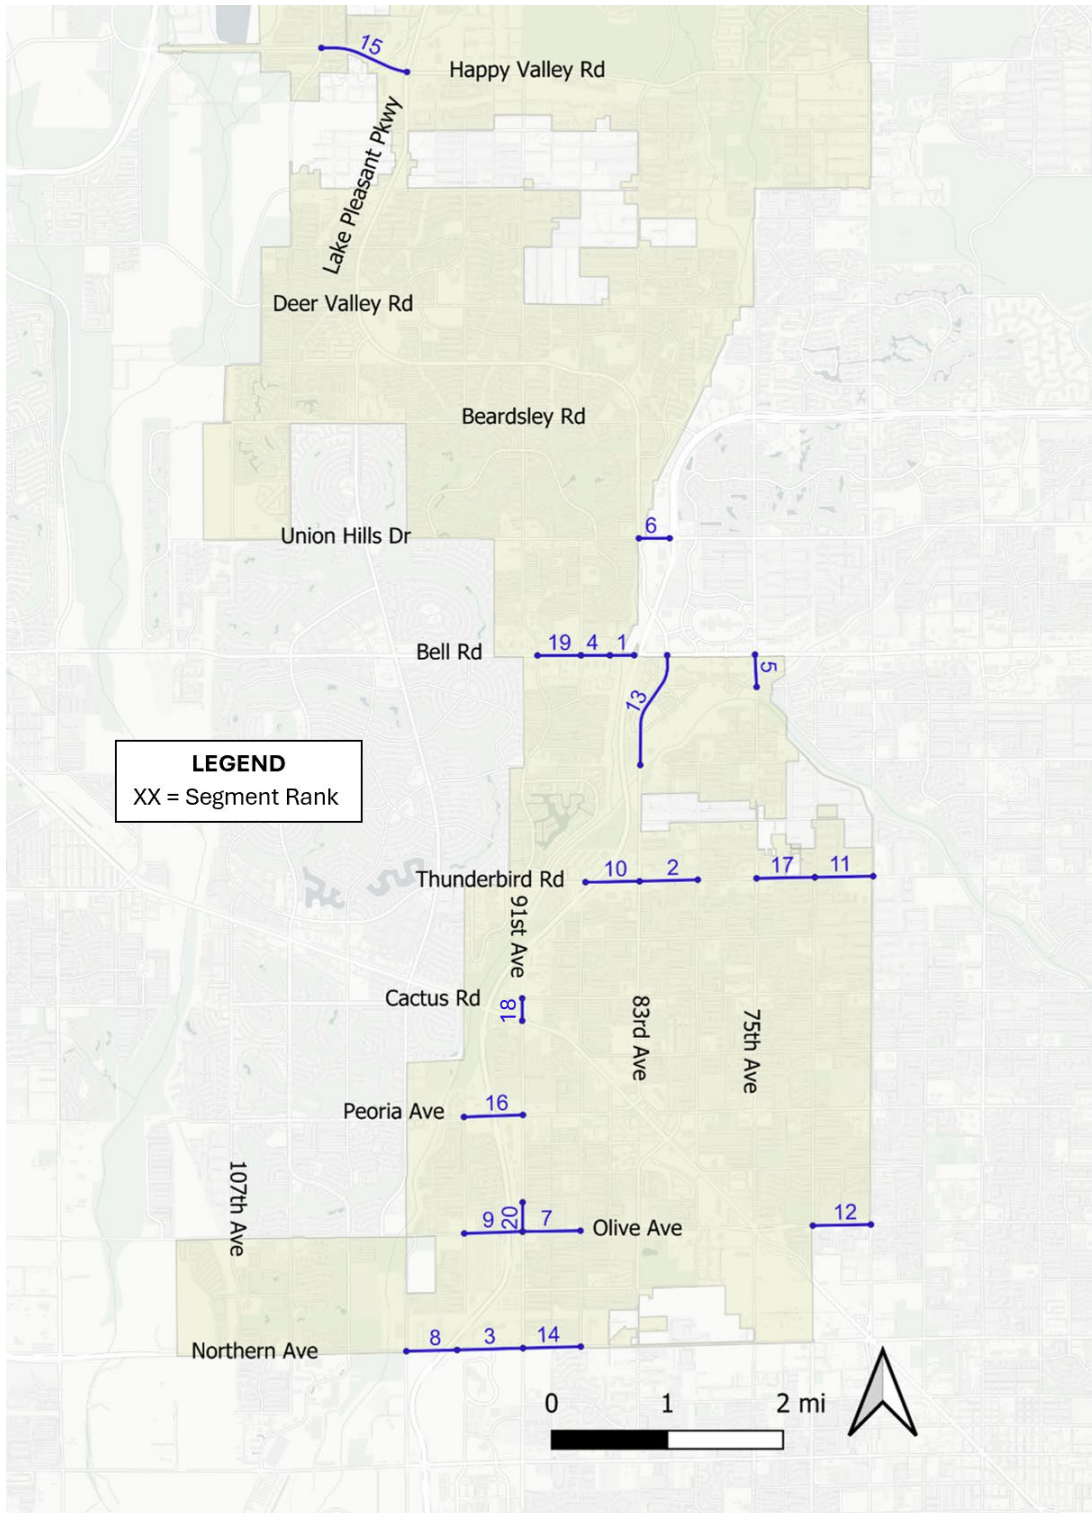 15
Happy Valley Rd
Lake Pleasant Pkwy
Deer Valley Rd
Beardsley Rd
6
Union Hills Dr
19 4 1
Bell Rd
5
13
LEGEND
XX = Segment Rank
10 2 17 11
Thunderbird Rd
91st Ave
Cactus Rd
18
83rd Ave
75th Ave
16
Peoria Ave
107th Ave
9 20 7 Olive Ave
12
8 3 14
Northern Ave
0 1 2 mi